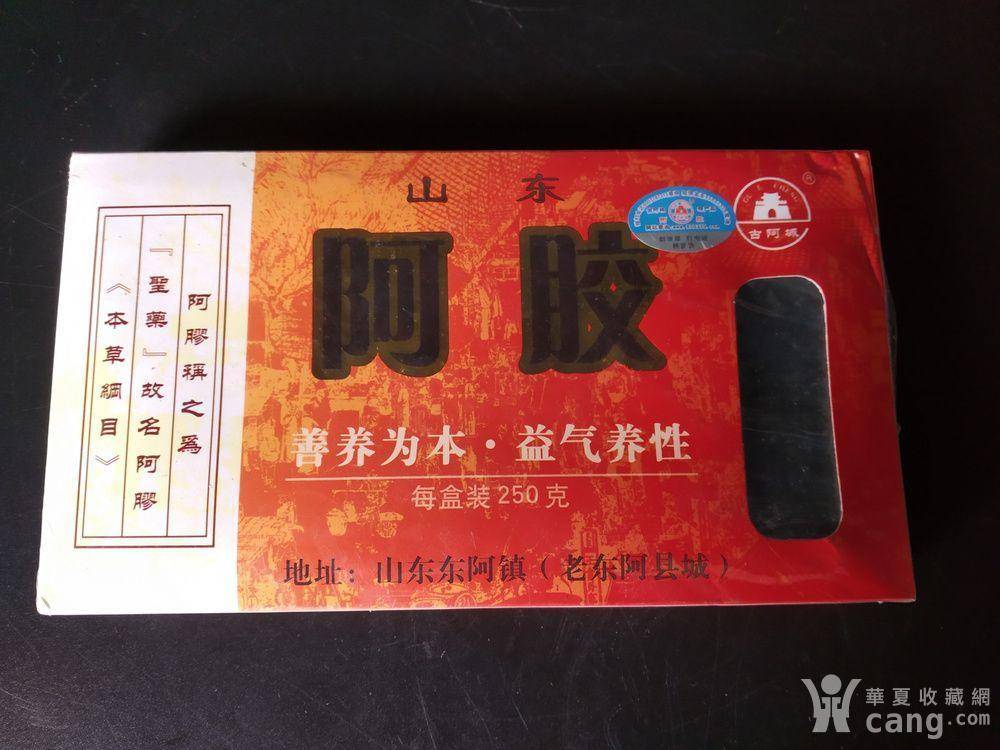 山东
阿胶
善养为本·益气养性
每盒装250克
地址：山东东阿镇（老东阿县城）
阿膠稱之爲
『聖藥』故名阿膠
《本草綱目》
古阿城
®
華夏收藏網
cang.com